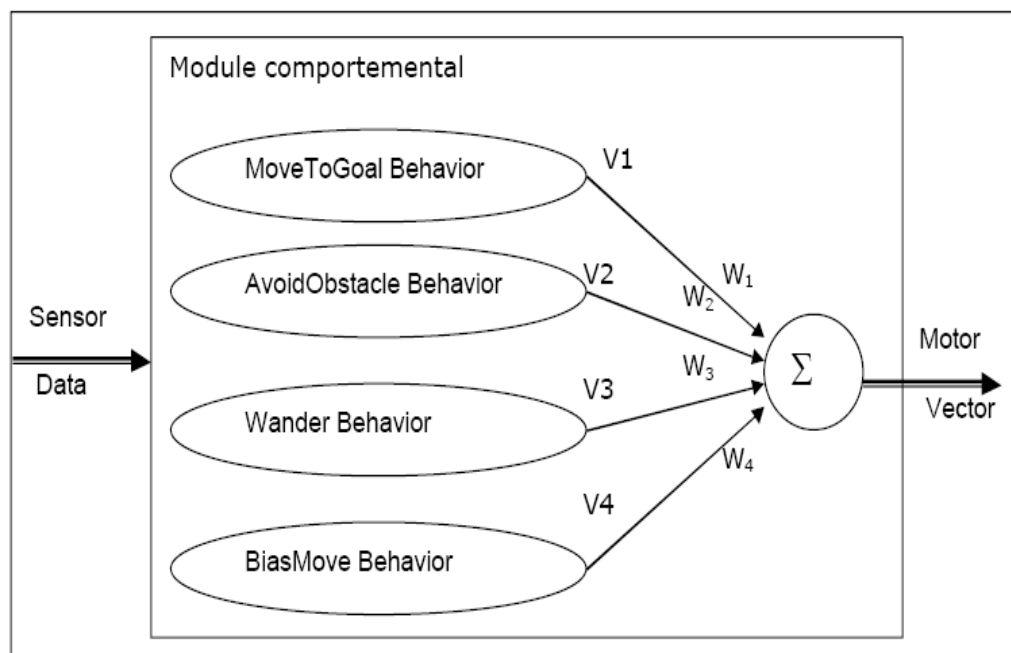 Module comportemental
MoveToGoal Behavior
V1
AvoidObstacle Behavior
V2
W₁
W₂
Sensor
Data
W₃
Σ
Motor
Vector
Wander Behavior
V3
W₄
V4
BiasMove Behavior